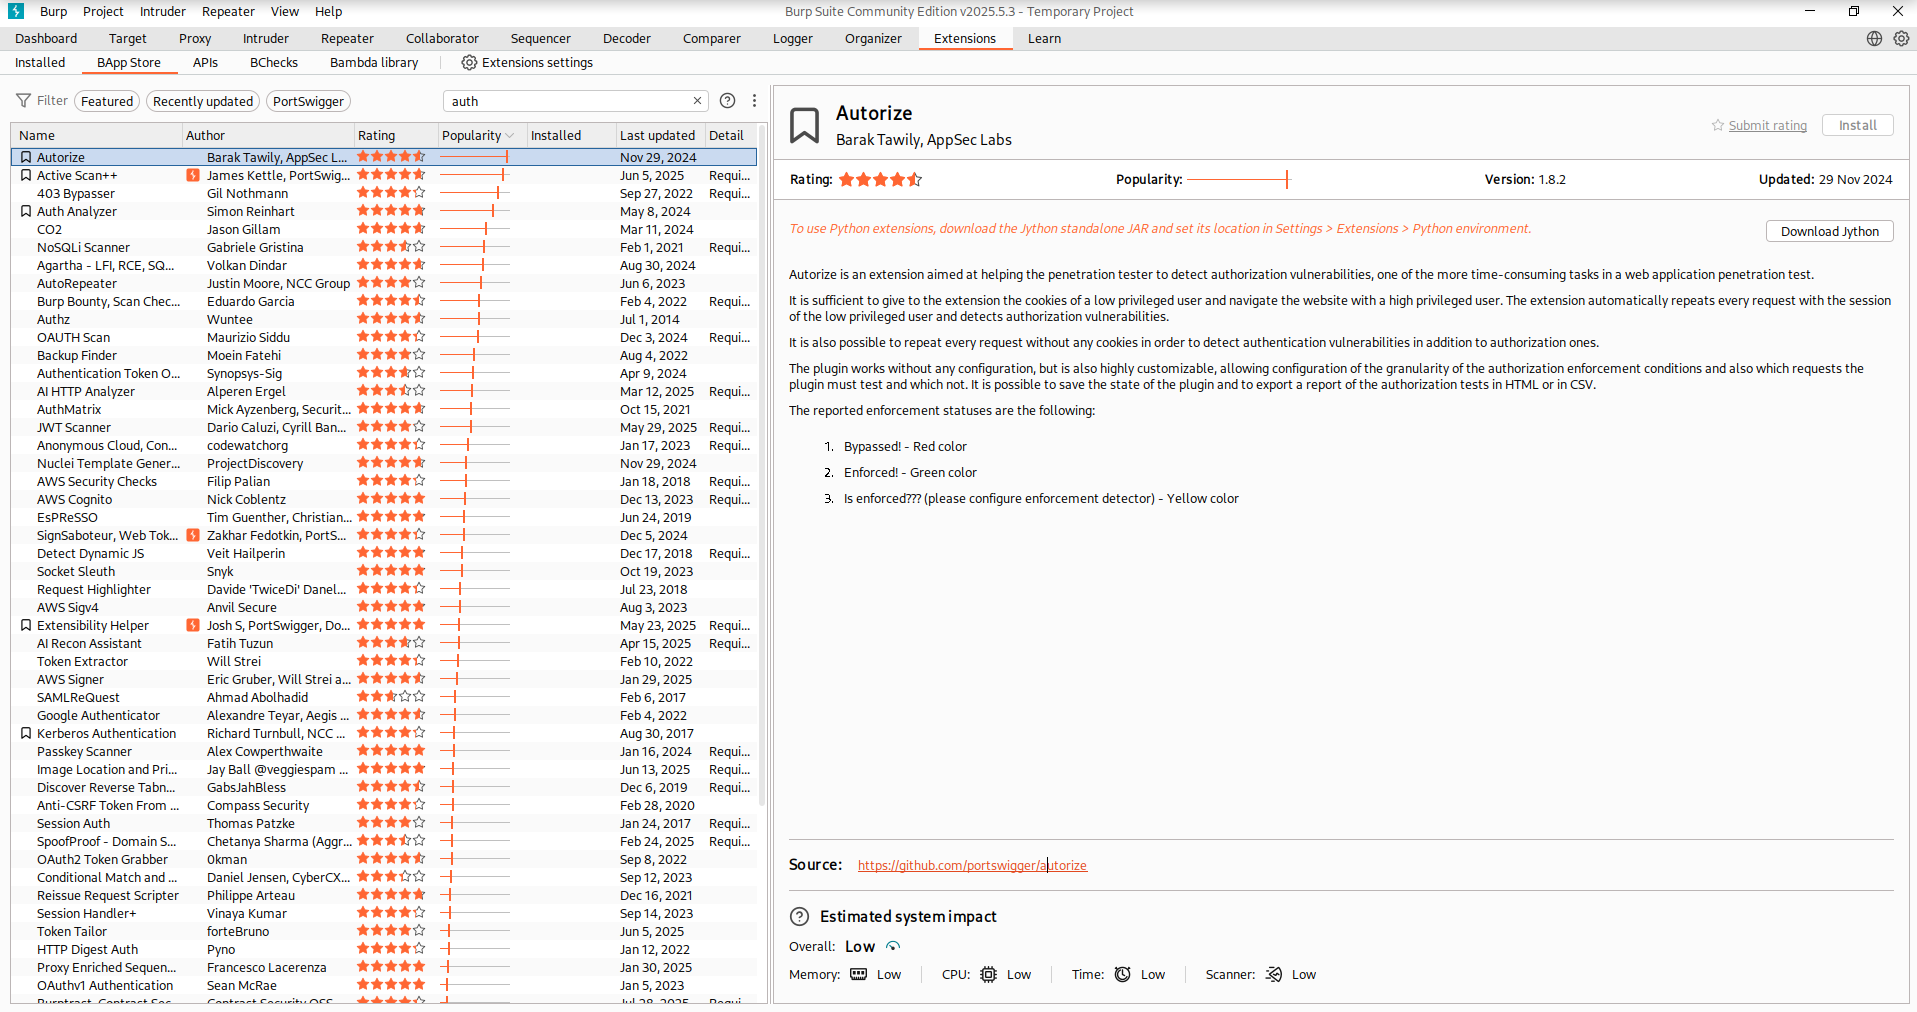 Burp Project Intruder Repeater View Help
Burp Suite Community Edition v2025.5.3 - Temporary Project
Dashboard Target Proxy Intruder Repeater Collaborator Sequencer Decoder Comparer Logger Organizer Extensions Learn
Installed BApp Store APIs BChecks Bambda library Extensions settings
Filter Featured Recently updated PortSwigger auth
Name Author Rating Popularity Installed Last updated Detail
Autorize Barak Tawily, AppSec L... Nov 29, 2024
Active Scan++ James Kettle, PortSwig... Jun 5, 2025 Requi...
403 Bypasser Gil Nothmann Sep 27, 2022 Requi...
Auth Analyzer Simon Reinhart May 8, 2024
CO2 Jason Gillam Mar 11, 2024
NoSQLi Scanner Gabriele Gristina Feb 1, 2021 Requi...
Agartha - LFI, RCE, SQ... Volkan Dindar Aug 30, 2024
AutoRepeater Justin Moore, NCC Group Jun 6, 2023
Burp Bounty, Scan Chec... Eduardo Garcia Feb 4, 2022 Requi...
Authz Wuntee Jul 1, 2014
OAUTH Scan Maurizio Siddu Dec 3, 2024 Requi...
Backup Finder Moein Fatehi Aug 4, 2022
Authentication Token O... Synopsys-Sig Apr 9, 2024
AI HTTP Analyzer Alperen Ergel Mar 12, 2025 Requi...
AuthMatrix Mick Ayzenberg, Securit... Oct 15, 2021
JWT Scanner Dario Caluzi, Cyrill Ban... May 29, 2025 Requi...
Anonymous Cloud, Con... codewatchorg Jan 17, 2023 Requi...
Nuclei Template Gener... ProjectDiscovery Nov 29, 2024
AWS Security Checks Filip Palian Jan 18, 2018 Requi...
AWS Cognito Nick Coblentz Dec 13, 2023 Requi...
EsPReSSO Tim Guenther, Christian... Jun 24, 2019
SignSaboteur, Web Tok... Zakhar Fedotkin, PortS... Dec 5, 2024
Detect Dynamic JS Veit Hailperin Dec 17, 2018 Requi...
Socket Sleuth Snyk Oct 19, 2023
Request Highlighter Davide 'TwiceDi' Danel... Jul 23, 2018
AWS Sigv4 Anvil Secure Aug 3, 2023
Extensibility Helper Josh S, PortSwigger, Do... May 23, 2025 Requi...
AI Recon Assistant Fatih Tuzun Apr 15, 2025 Requi...
Token Extractor Will Strei Feb 10, 2022
AWS Signer Eric Gruber, Will Strei a... Jan 29, 2025
SAMLReQuest Ahmad Abolhadid Feb 6, 2017
Google Authenticator Alexandre Teyar, Aegis ... Feb 4, 2022
Kerberos Authentication Richard Turnbull, NCC ... Aug 30, 2017
Passkey Scanner Alex Cowperthwaite Jan 16, 2024 Requi...
Image Location and Pri... Jay Ball @veggiespam ... Jun 13, 2025 Requi...
Discover Reverse Tabn... GabsJahBless Dec 6, 2019 Requi...
Anti-CSRF Token From ... Compass Security Feb 28, 2020
Session Auth Thomas Patzke Jan 24, 2017 Requi...
SpoofProof - Domain S... Chetanya Sharma (Aggr... Feb 24, 2025 Requi...
OAuth2 Token Grabber 0kman Sep 8, 2022
Conditional Match and ... Daniel Jensen, CyberCX... Sep 12, 2023
Reissue Request Scripter Philippe Arteau Dec 16, 2021
Session Handler+ Vinaya Kumar Sep 14, 2023
Token Tailor forteBruno Jun 5, 2025
HTTP Digest Auth Pyno Jan 12, 2022
Proxy Enriched Sequen... Francesco Lacerenza Jan 30, 2025
OAuthv1 Authentication Sean McRae Jan 5, 2023
Autorize
Barak Tawily, AppSec Labs
Submit rating Install
Rating: Popularity: Version: 1.8.2 Updated: 29 Nov 2024
To use Python extensions, download the Jython standalone JAR and set its location in Settings > Extensions > Python environment.
Download Jython
Autorize is an extension aimed at helping the penetration tester to detect authorization vulnerabilities, one of the more time-consuming tasks in a web application penetration test.
It is sufficient to give to the extension the cookies of a low privileged user and navigate the website with a high privileged user. The extension automatically repeats every request with the session
of the low privileged user and detects authorization vulnerabilities.
It is also possible to repeat every request without any cookies in order to detect authentication vulnerabilities in addition to authorization ones.
The plugin works without any configuration, but is also highly customizable, allowing configuration of the granularity of the authorization enforcement conditions and also which requests the
plugin must test and which not. It is possible to save the state of the plugin and to export a report of the authorization tests in HTML or in CSV.
The reported enforcement statuses are the following:
1. Bypassed! - Red color
2. Enforced! - Green color
3. Is enforced??? (please configure enforcement detector) - Yellow color
Source: https://github.com/portswigger/autorize
Estimated system impact
Overall: Low
Memory: Low CPU: Low Time: Low Scanner: Low